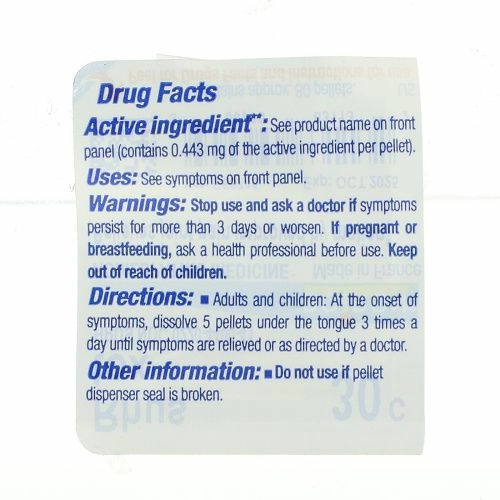 Drug Facts
Active ingredient**: See product name on front
panel (contains 0.443 mg of the active ingredient per pellet).
Uses: See symptoms on front panel.
Warnings: Stop use and ask a doctor if symptoms
persist for more than 3 days or worsen. If pregnant or
breastfeeding, ask a health professional before use. Keep
out of reach of children.
Directions: ■ Adults and children: At the onset of
symptoms, dissolve 5 pellets under the tongue 3 times a
day until symptoms are relieved or as directed by a doctor.
Other information: ■ Do not use if pellet
dispenser seal is broken.